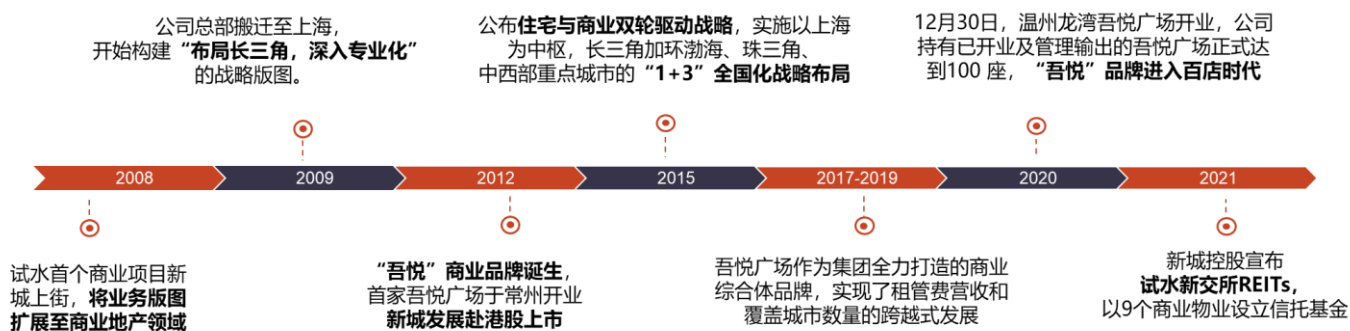 公司总部搬迁至上海，
开始构建“布局长三角，深入专业化”
的战略版图。
公布住宅与商业双轮驱动战略，实施以上海
为中枢，长三角加环渤海、珠三角、
中西部重点城市的“1+3”全国化战略布局
12月30日，温州龙湾吾悦广场开业，公司
持有已开业及管理输出的吾悦广场正式达
到100 座，“吾悦”品牌进入百店时代
2008
2009
2012
2015
2017-2019
2020
2021
试水首个商业项目新
城上街，将业务版图
扩展至商业地产领域
“吾悦”商业品牌诞生，
首家吾悦广场于常州开业
新城发展赴港股上市
吾悦广场作为集团全力打造的商业
综合体品牌，实现了租管费营收和
覆盖城市数量的跨越式发展
新城控股宣布
试水新交所REITs，
以9个商业物业设立信托基金